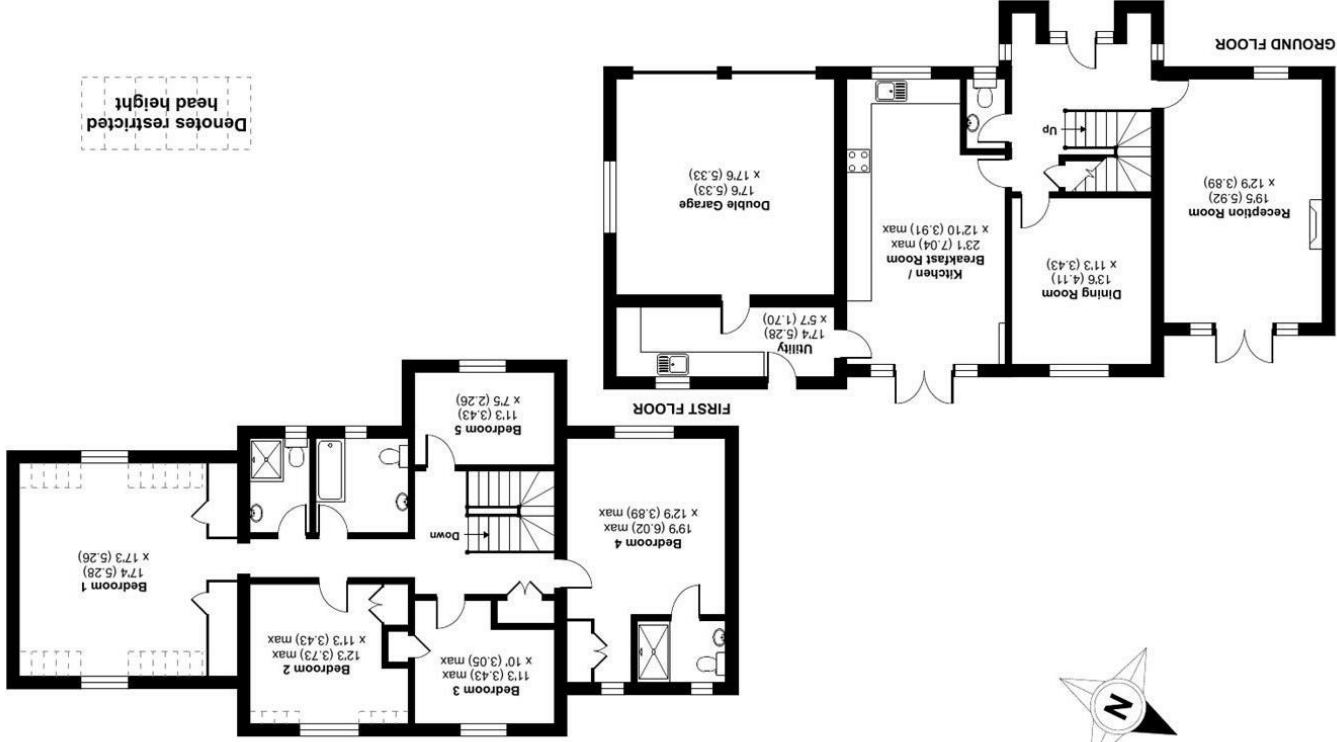 N
Bedroom 3
11'3 (3.43) max
x 10' (3.05) max
Bedroom 2
12'3 (3.73) max
x 11'3 (3.43) max
Bedroom 1
17'4 (5.28)
x 17'3 (5.26)
Bedroom 4
19'9 (6.02) max
x 12'9 (3.89) max
Down
Bedroom 5
11'3 (3.43)
x 7'5 (2.26)
FIRST FLOOR
Utility
17'4 (5.28)
x 5'7 (1.70)
Dining Room
13'6 (4.11)
x 11'3 (3.43)
Kitchen /
Breakfast Room
23'1 (7.04) max
x 12'10 (3.91) max
Reception Room
19'5 (5.92)
x 12'9 (3.89)
Double Garage
17'6 (5.33)
x 17'6 (5.33)
Up
Denotes restricted
head height
GROUND FLOOR